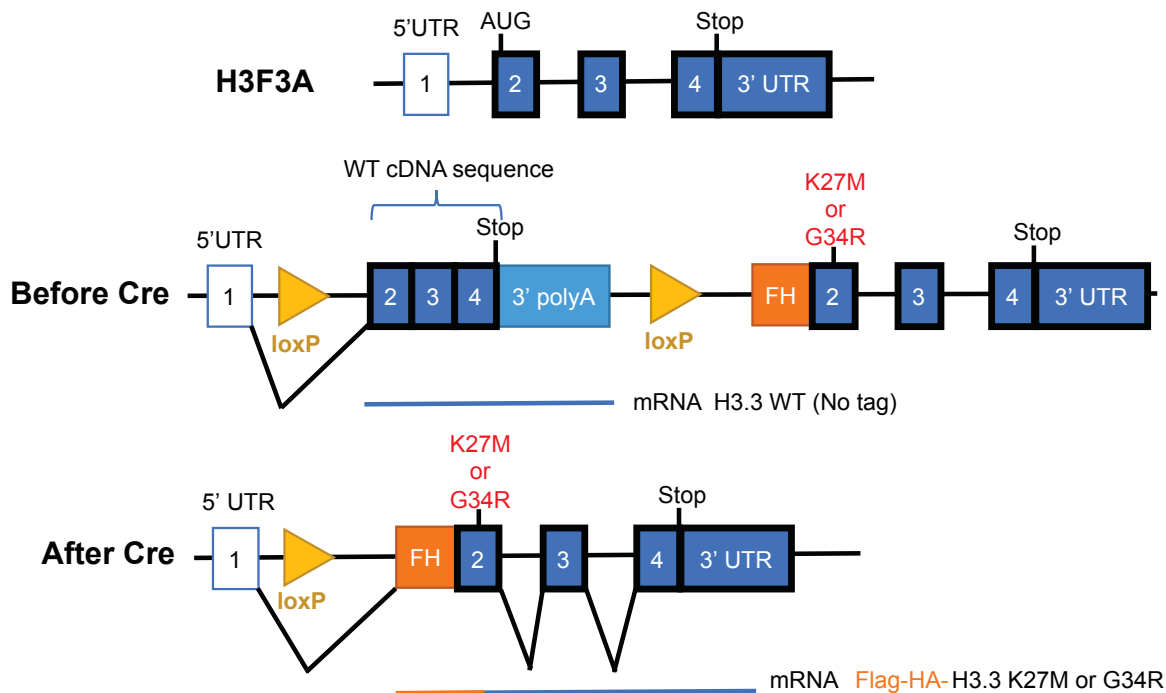 5'UTR
AUG
Stop
H3F3A
1
2
3
4
3' UTR
WT cDNA sequence
K27M
or
G34R
5'UTR
Stop
Stop
Before Cre
1
2
3
4
3' polyA
FH
2
3
4
3' UTR
loxP
loxP
mRNA H3.3 WT (No tag)
K27M
or
G34R
5' UTR
Stop
After Cre
1
FH
2
3
4
3' UTR
loxP
mRNA Flag-HA-H3.3 K27M or G34R